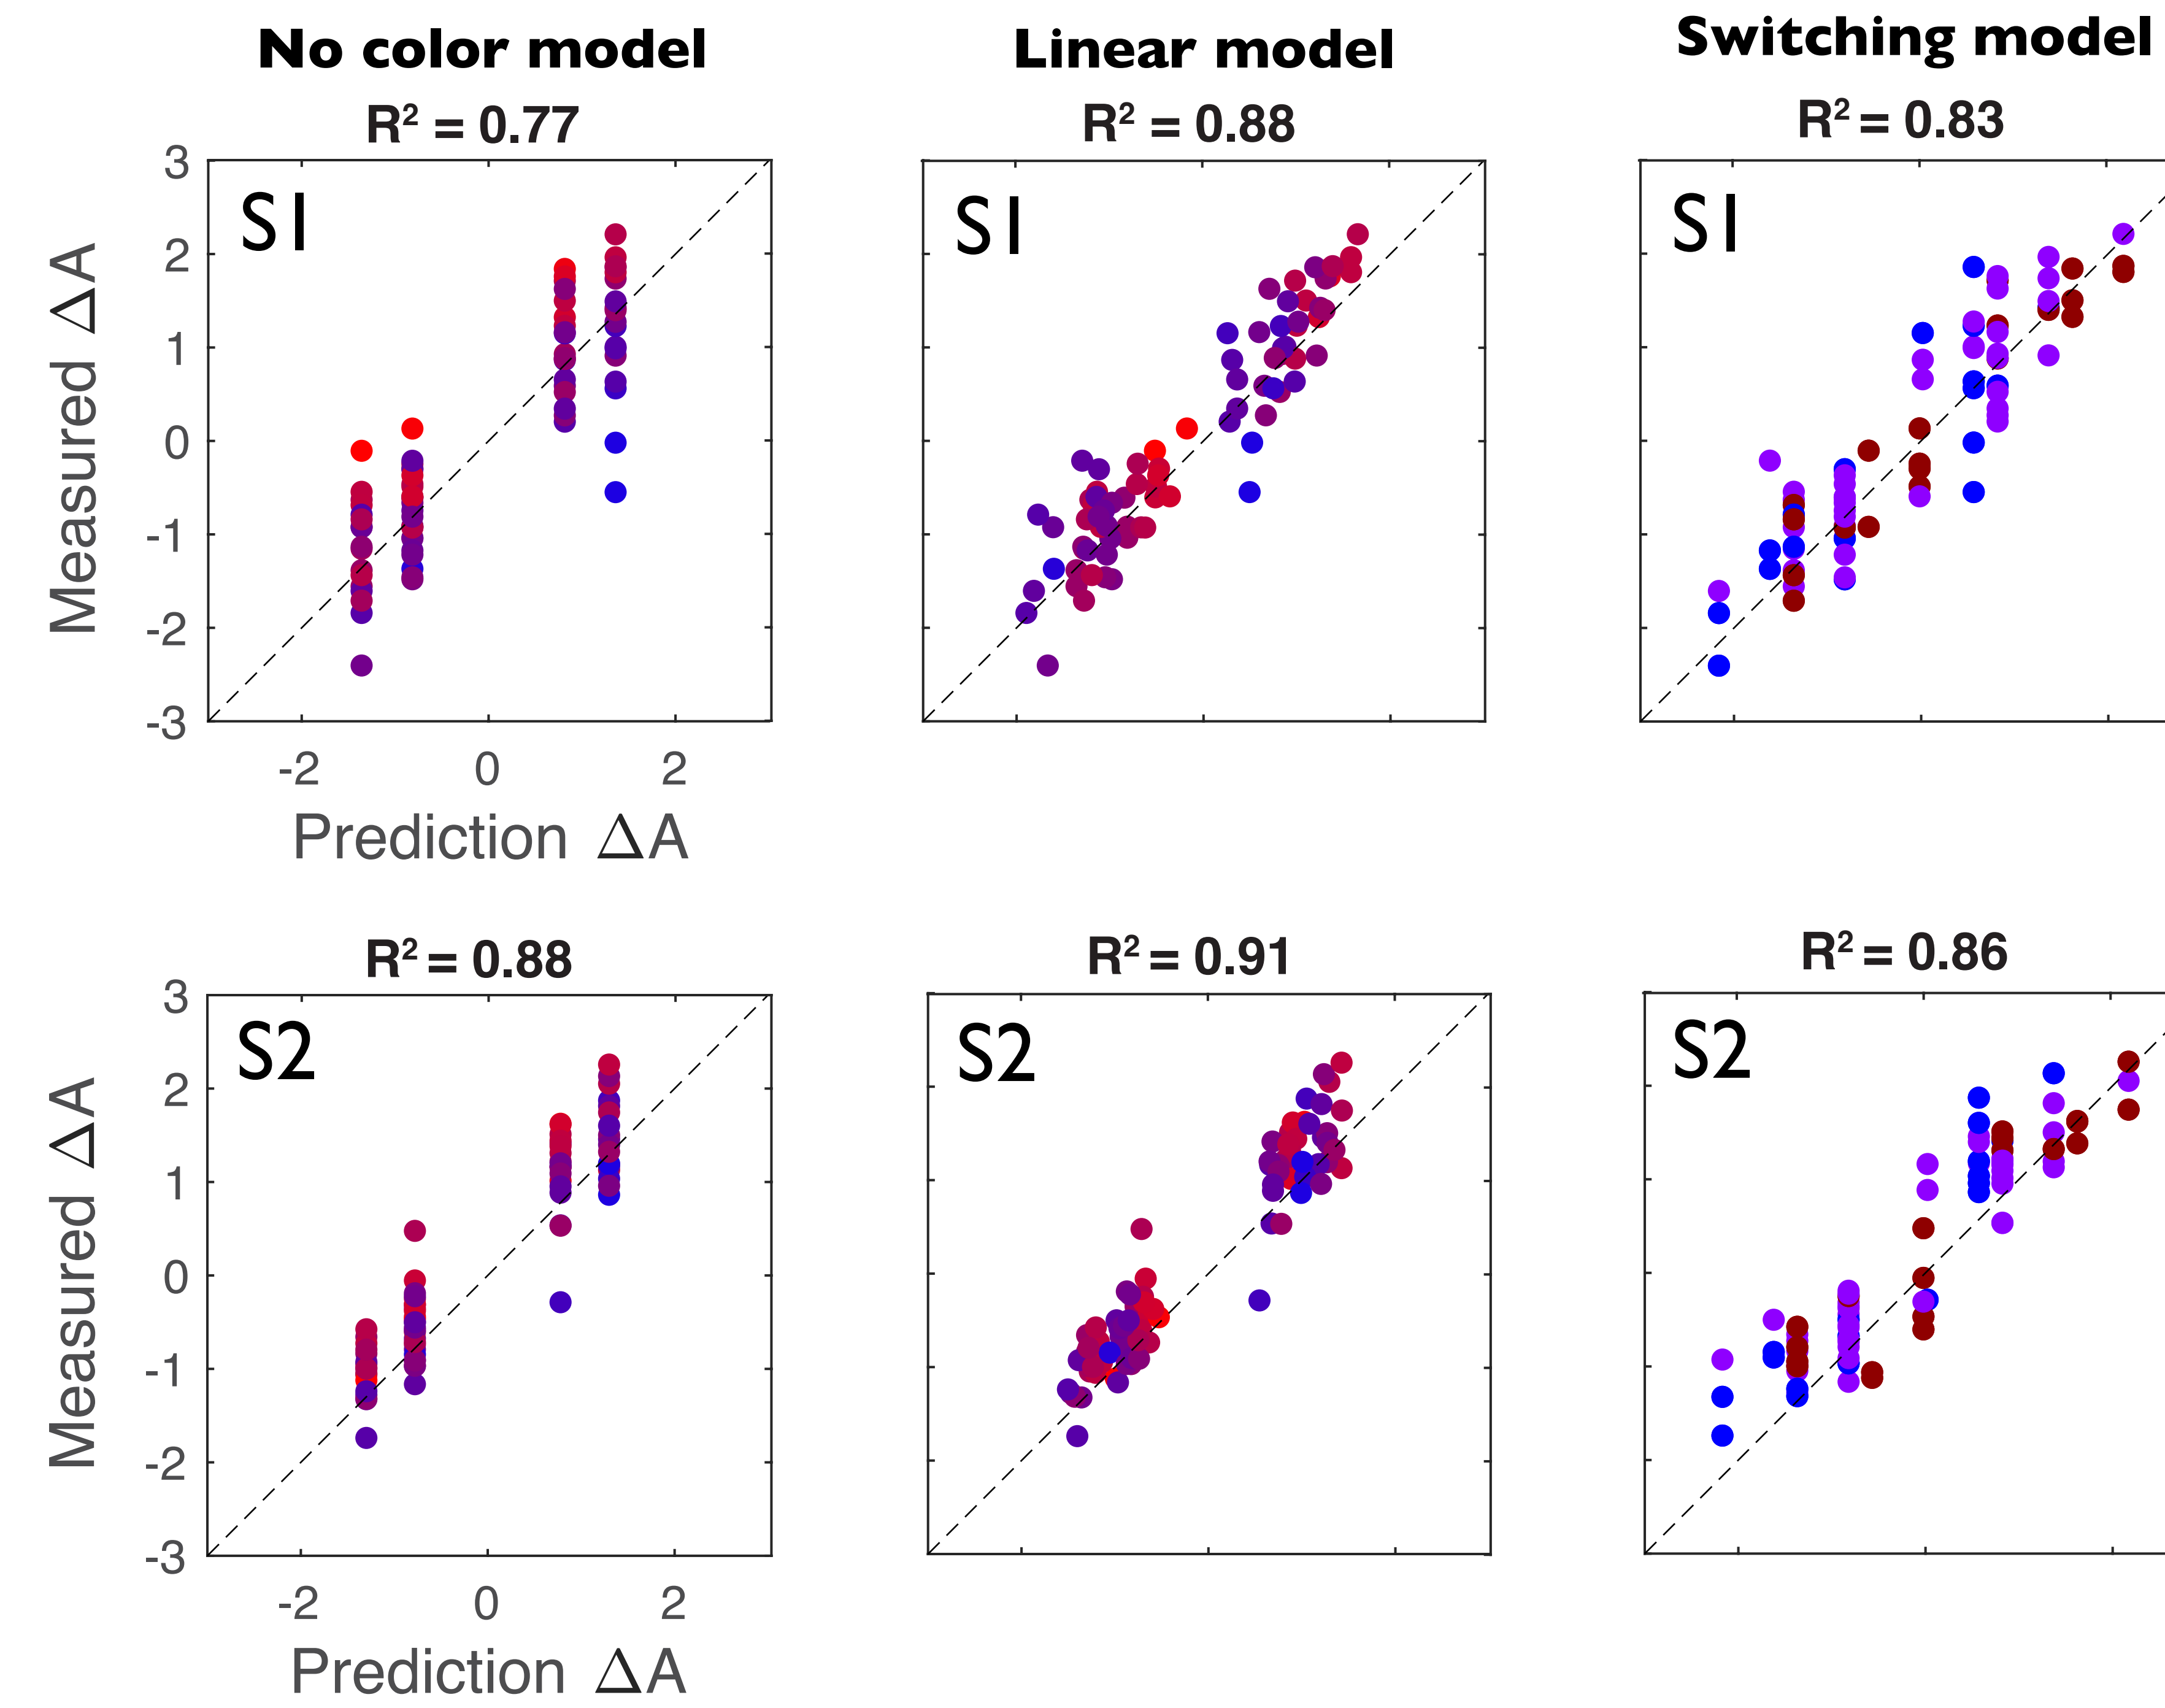 No color model
Linear model
Switching model
R² = 0.77
R² = 0.88
R² = 0.83
3
2
1
0
-1
-2
-3
Measured ΔA
S1
S1
S1
-2 0 2
Prediction ΔA
R² = 0.88
R² = 0.91
R² = 0.86
3
2
1
0
-1
-2
-3
Measured ΔA
S2
S2
S2
-2 0 2
Prediction ΔA